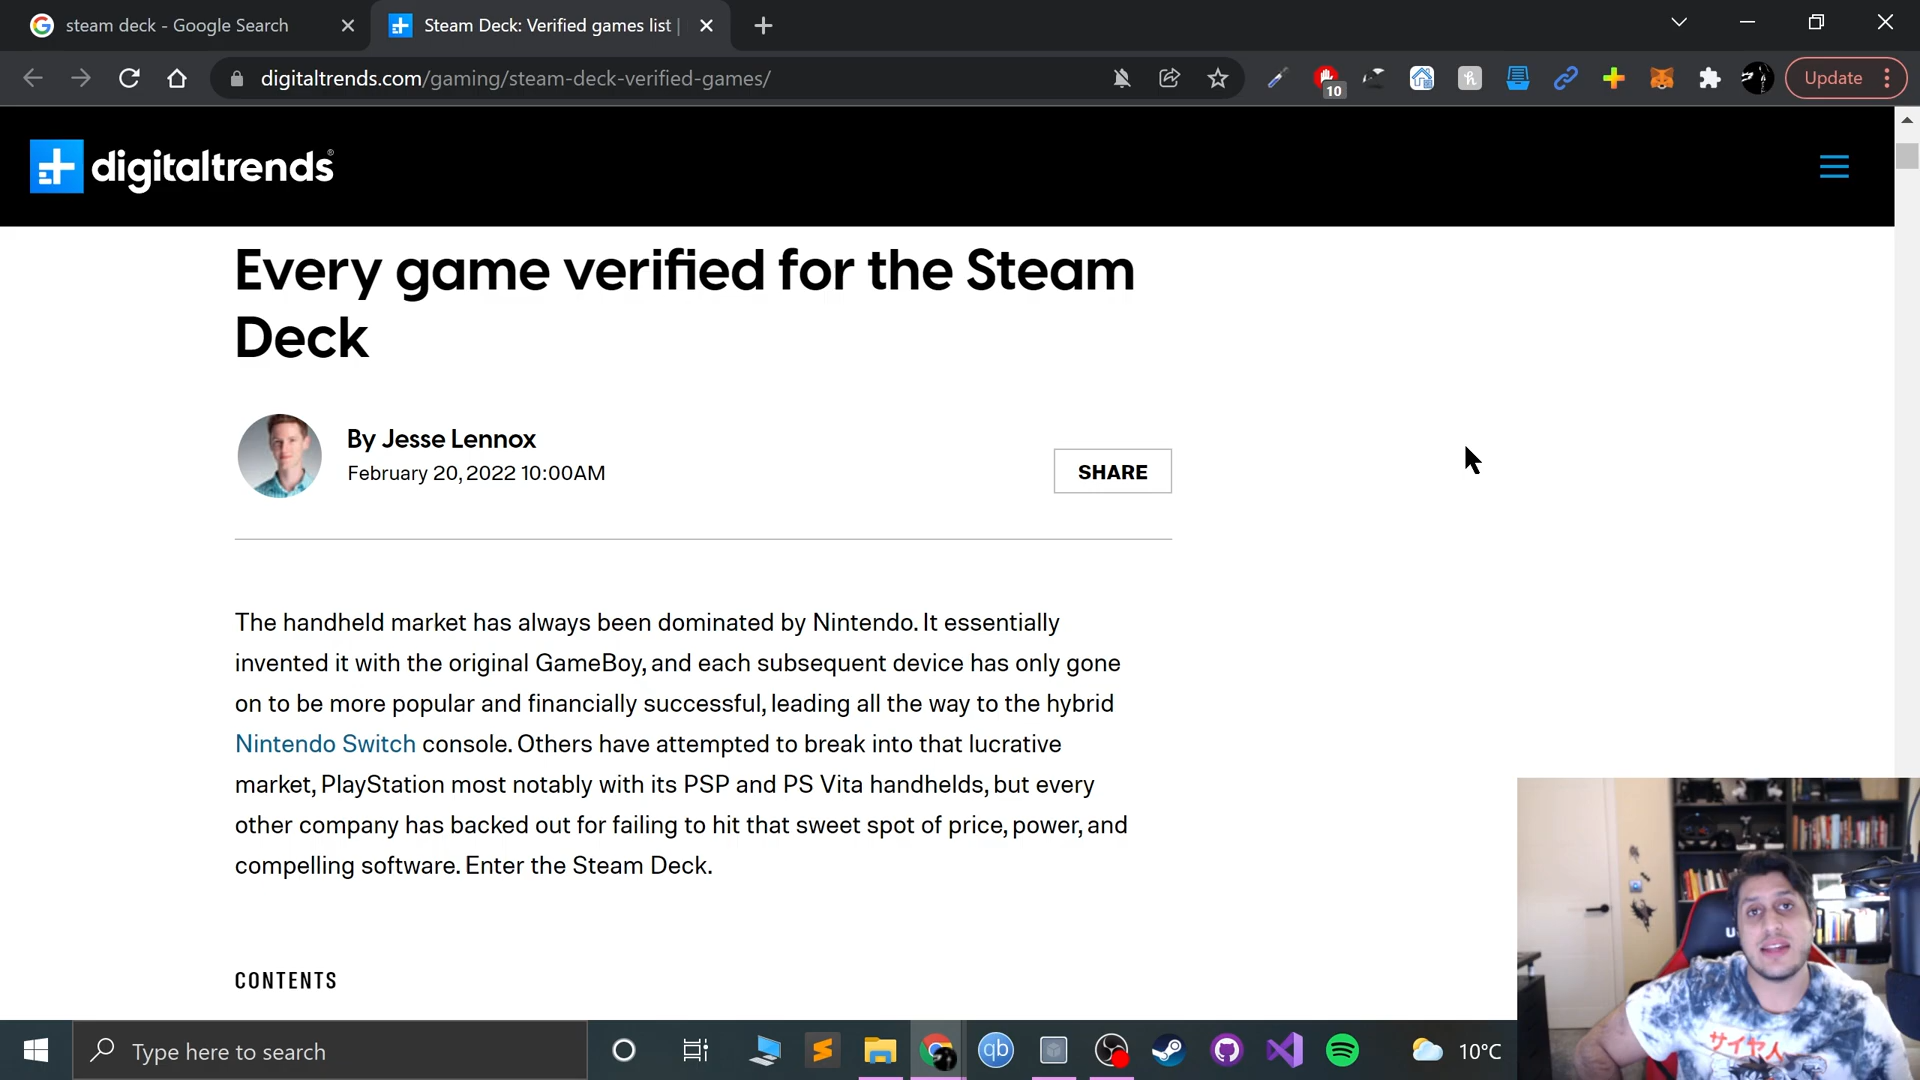 steam deck - Google Search
Steam Deck: Verified games list |
digitaltrends.com/gaming/steam-deck-verified-games/
10
Update
digitaltrends
Every game verified for the Steam
Deck
By Jesse Lennox
February 20, 2022 10:00AM
SHARE
The handheld market has always been dominated by Nintendo. It essentially
invented it with the original GameBoy, and each subsequent device has only gone
on to be more popular and financially successful, leading all the way to the hybrid
Nintendo Switch console. Others have attempted to break into that lucrative
market, PlayStation most notably with its PSP and PS Vita handhelds, but every
other company has backed out for failing to hit that sweet spot of price, power, and
compelling software. Enter the Steam Deck.
CONTENTS
Type here to search
qb
10°C
サイヤ人